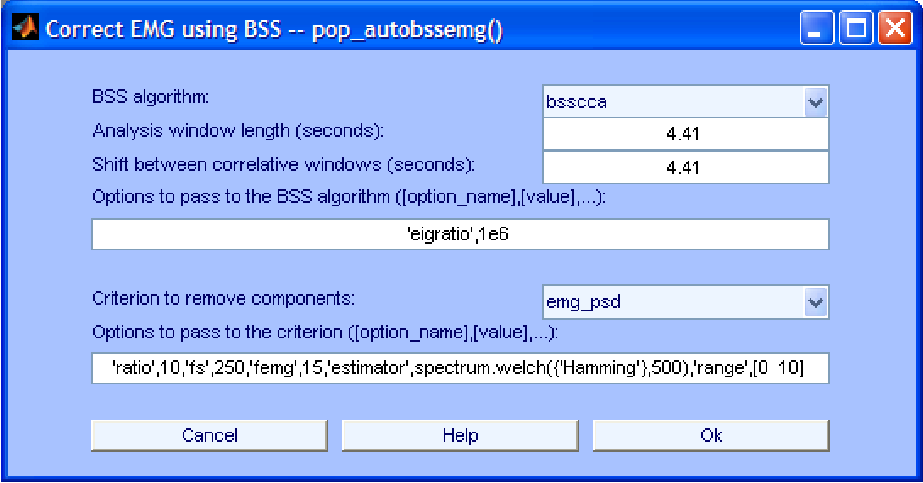 Correct EMG using BSS -- pop_autobssemg()
BSS algorithm: bsscca
Analysis window length (seconds): 4.41
Shift between correlative windows (seconds): 4.41
Options to pass to the BSS algorithm ([option_name],[value],...):
'eigratio',1e6
Criterion to remove components: emg_psd
Options to pass to the criterion ([option_name],[value],...):
'ratio',10,'fs',250,'femg',15,'estimator',spectrum.welch({'Hamming'},500),'range',[0 10]
Cancel Help Ok